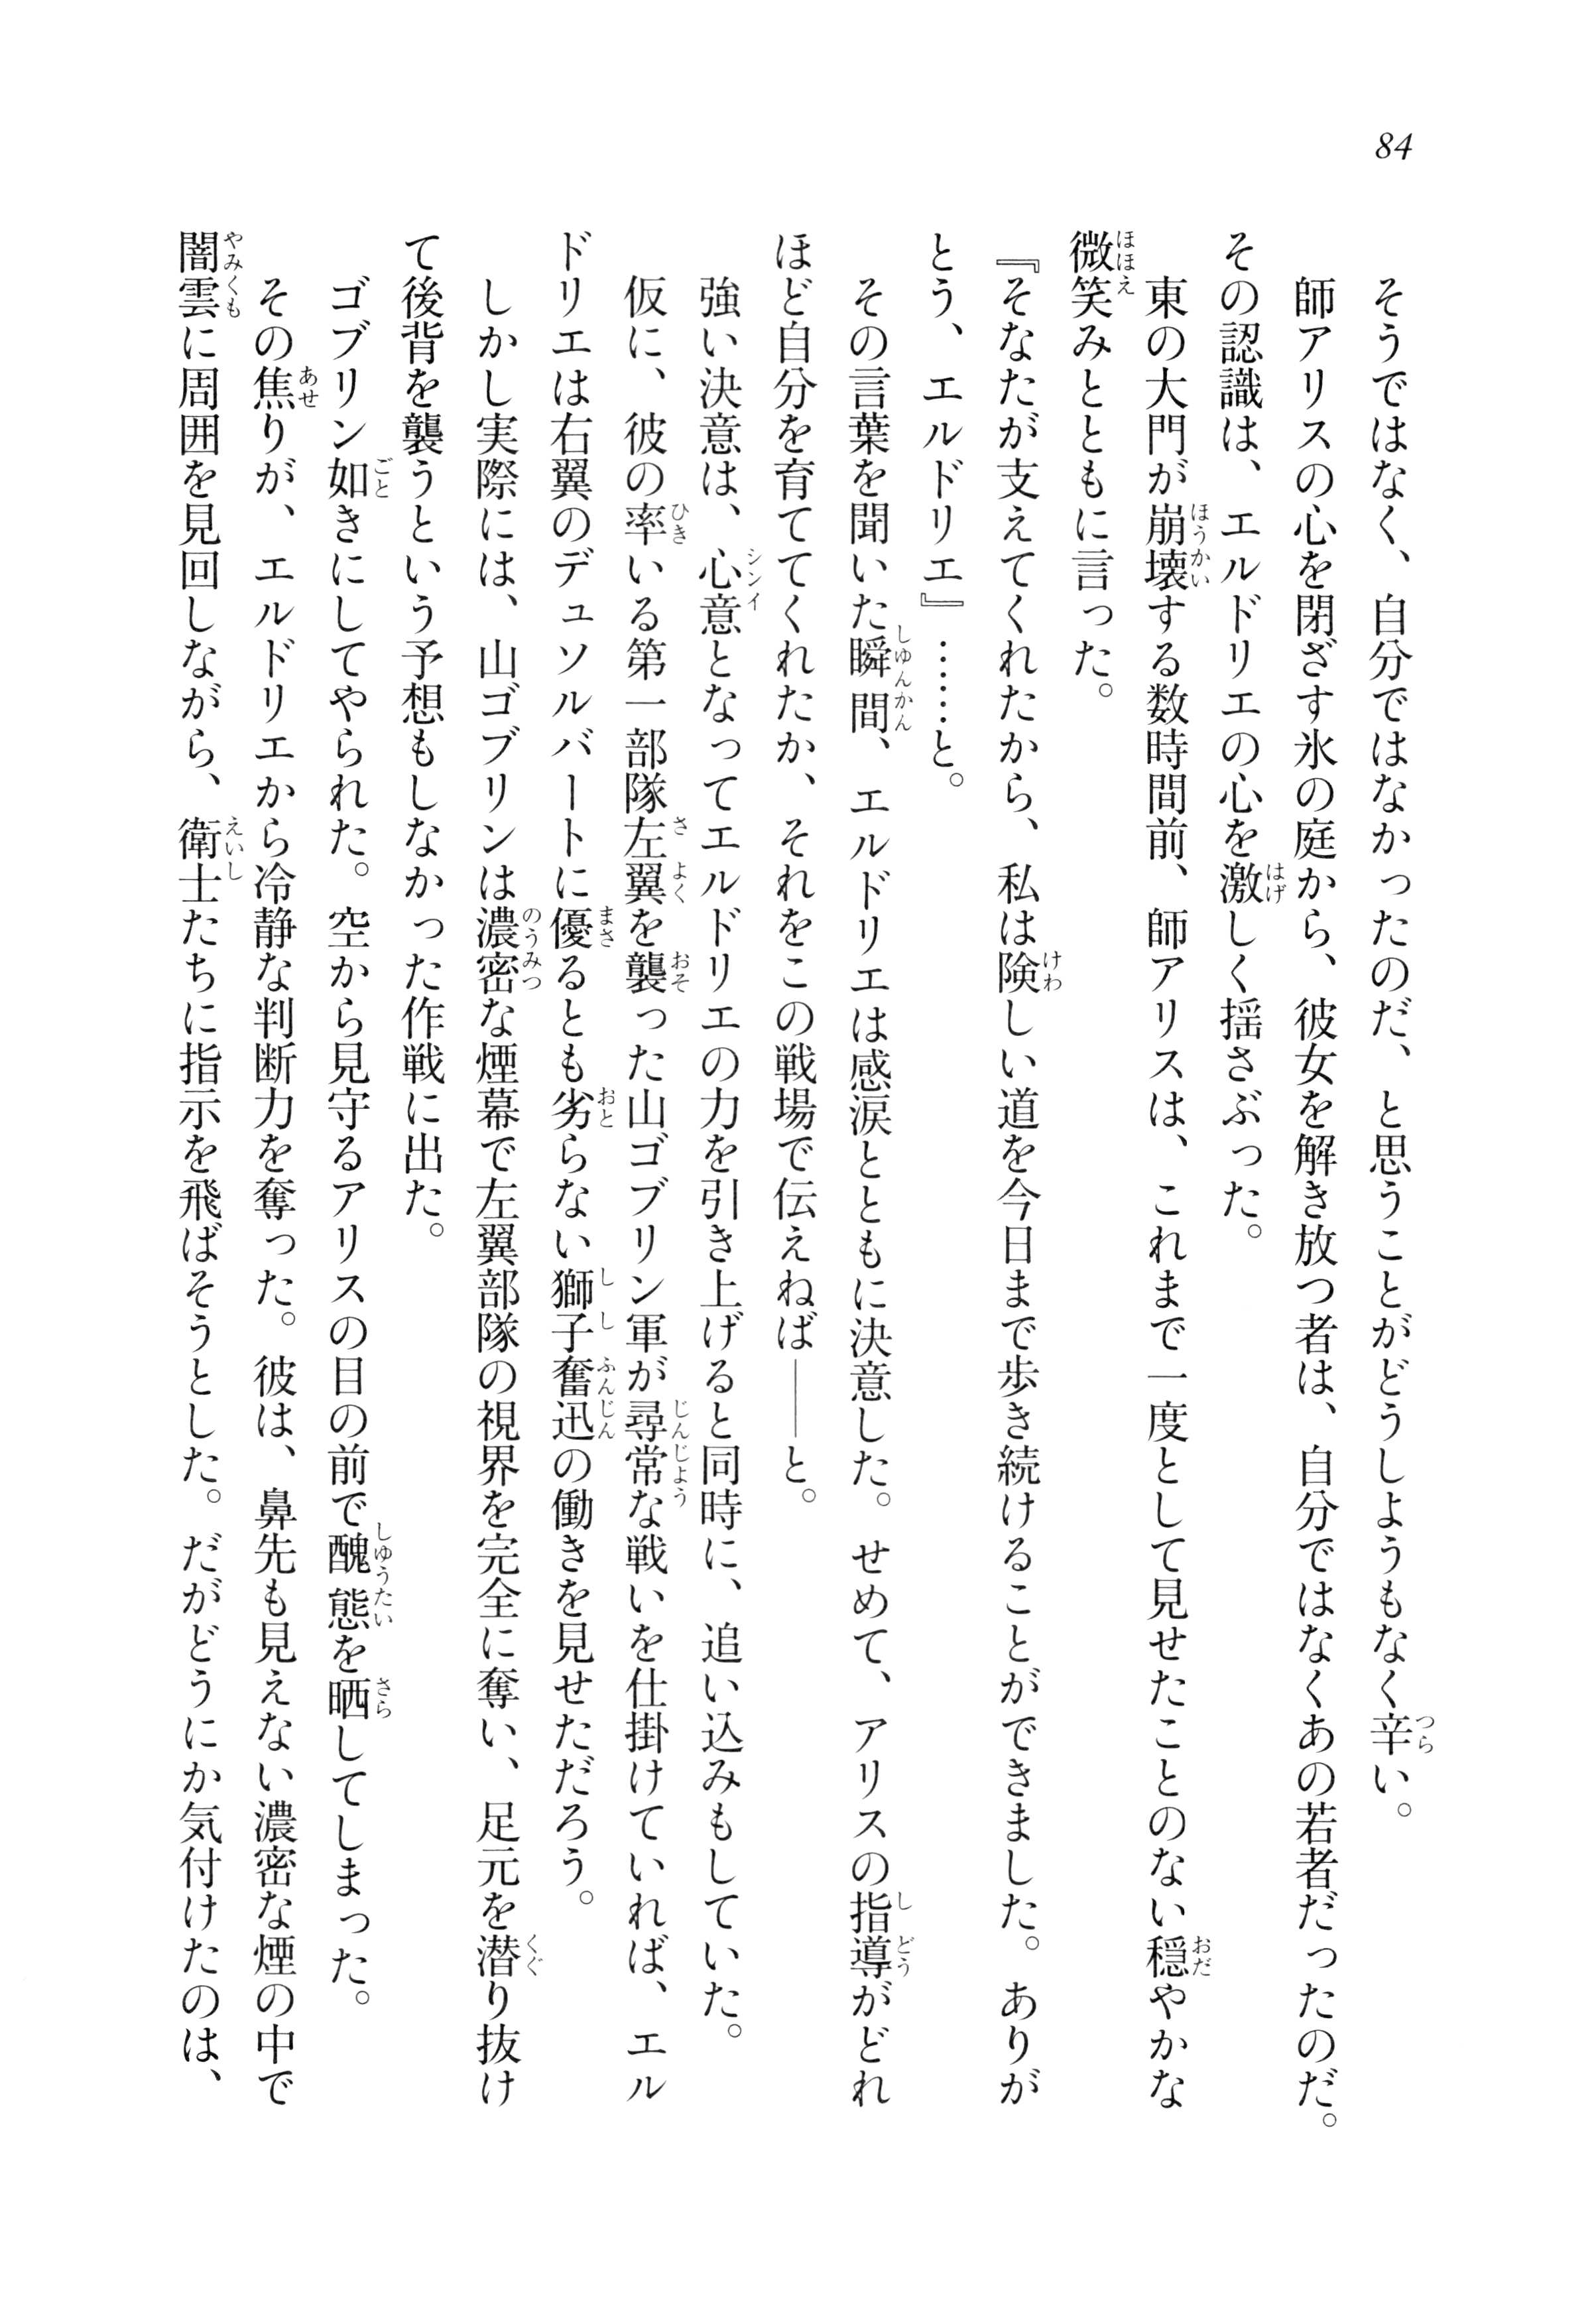 84
そうではなく、自分ではなかったのだ、と思うことがどうしようもなく辛い。
師アリスの心を閉ざす氷の庭から、彼女を解き放つ者は、自分ではなくあの若者だったのだ。
その認識は、エルドリエの心を激しく揺さぶった。
東の大門が崩壊する数時間前、師アリスは、これまで一度として見せたことのない穏やかな
微笑みとともに言った。
『そなたが支えてくれたから、私は険しい道を今日まで歩き続けることができました。ありが
とう、エルドリエ』……と。
その言葉を聞いた瞬間、エルドリエは感涙とともに決意した。せめて、アリスの指導がどれ
ほど自分を育ててくれたか、それをこの戦場で伝えねば――と。
強い決意は、心意となってエルドリエの力を引き上げると同時に、追い込みもしていた。
仮に、彼の率いる第一部隊左翼を襲った山ゴブリン軍が尋常な戦いを仕掛けていれば、エル
ドリエは右翼のデュソルバートに優るとも劣らない獅子奮迅の働きを見せただろう。
しかし実際には、山ゴブリンは濃密な煙幕で左翼部隊の視界を完全に奪い、足元を潜り抜け
て後背を襲うという予想もしなかった作戦に出た。
ゴブリン如きにしてやられた。空から見守るアリスの目の前で醜態を晒してしまった。
その焦りが、エルドリエから冷静な判断力を奪った。彼は、鼻先も見えない濃密な煙の中で
闇雲に周囲を見回しながら、衛士たちに指示を飛ばそうとした。だがどうにか気付けたのは、